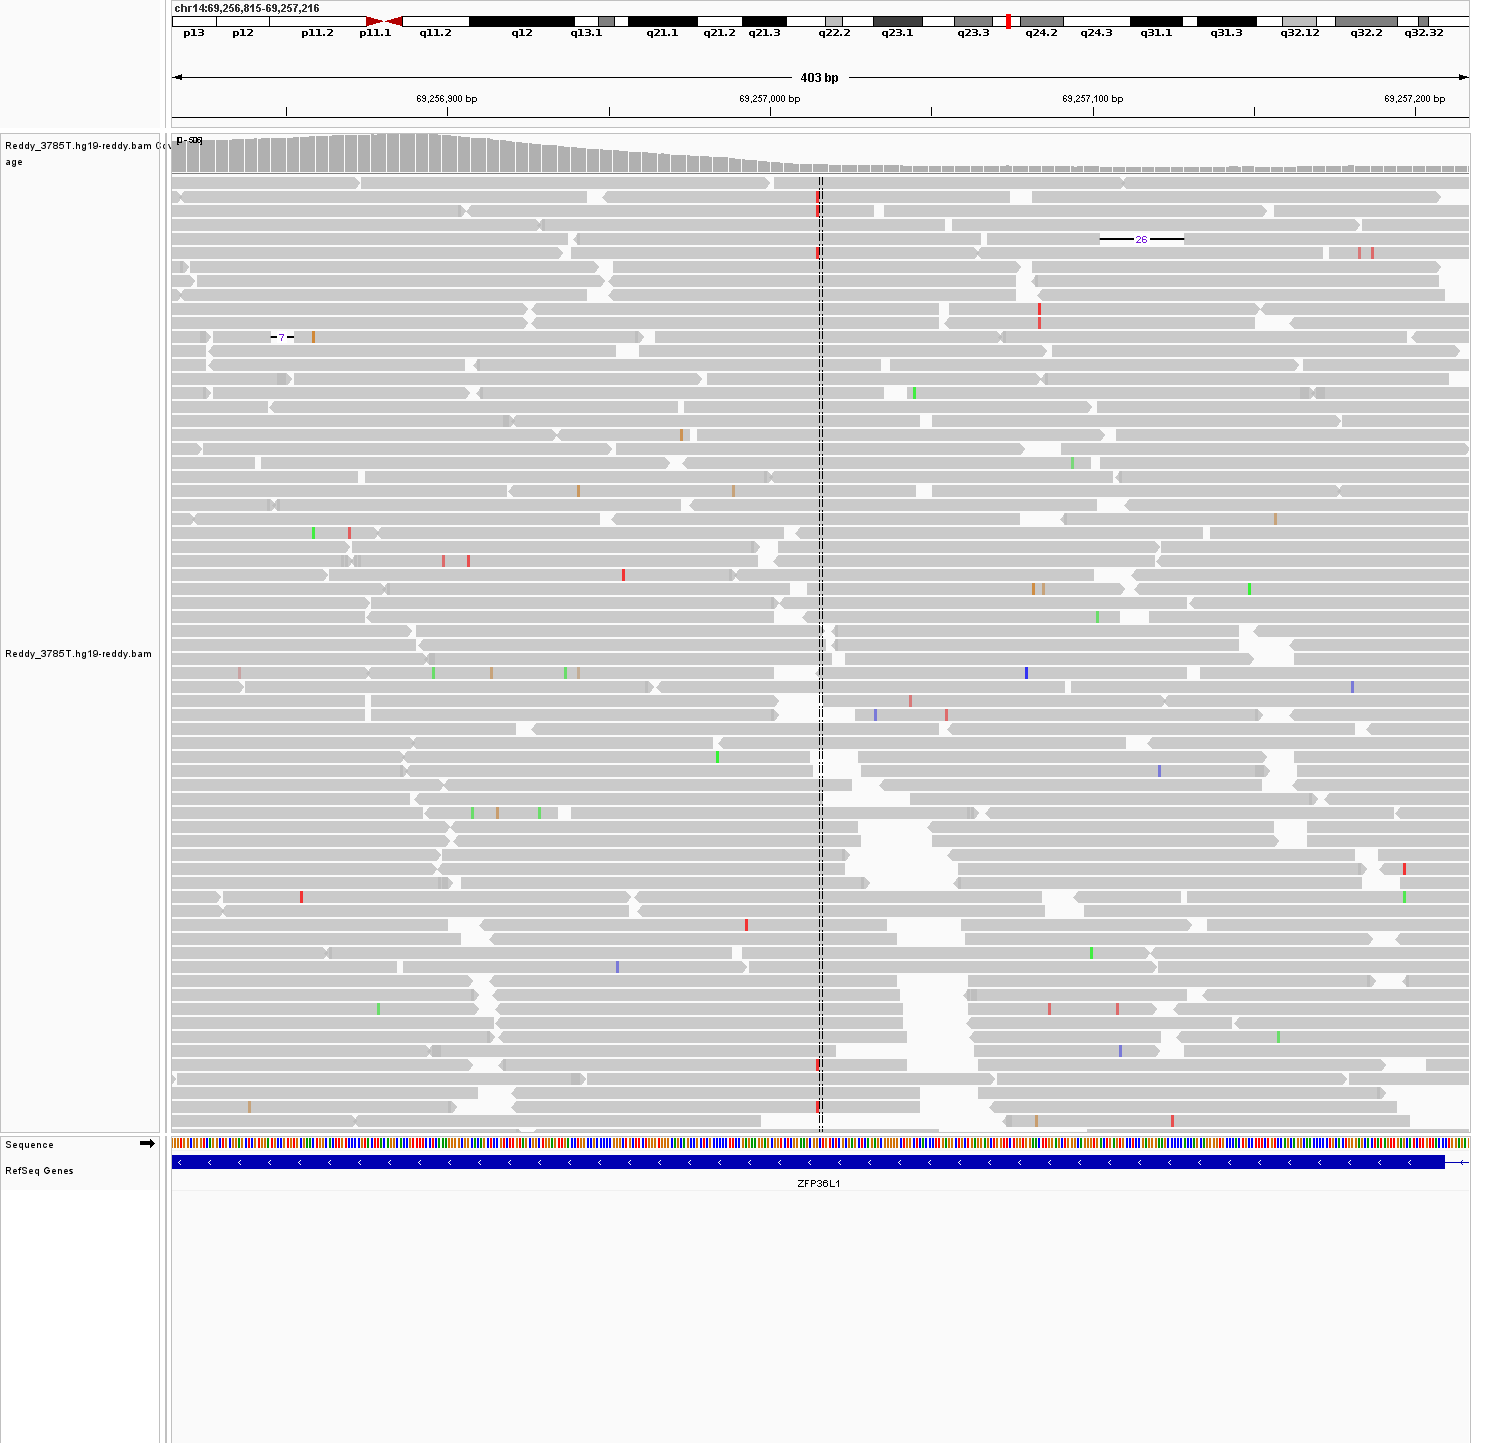 chr14:69,256,815-69,257,216
p13 p12 p11.2 p11.1 q11.2 q12 q13.1 q21.1 q21.2 q21.3 q22.2 q23.1 q23.3 q24.2 q24.3 q31.1 q31.3 q32.12 q32.2 q32.32
403 bp
69,256,900 bp 69,257,000 bp 69,257,100 bp 69,257,200 bp
[0 - 506]
Reddy_3785T.hg19-reddy.bam Cov
age
26
7
Reddy_3785T.hg19-reddy.bam
Sequence
RefSeq Genes
ZFP36L1